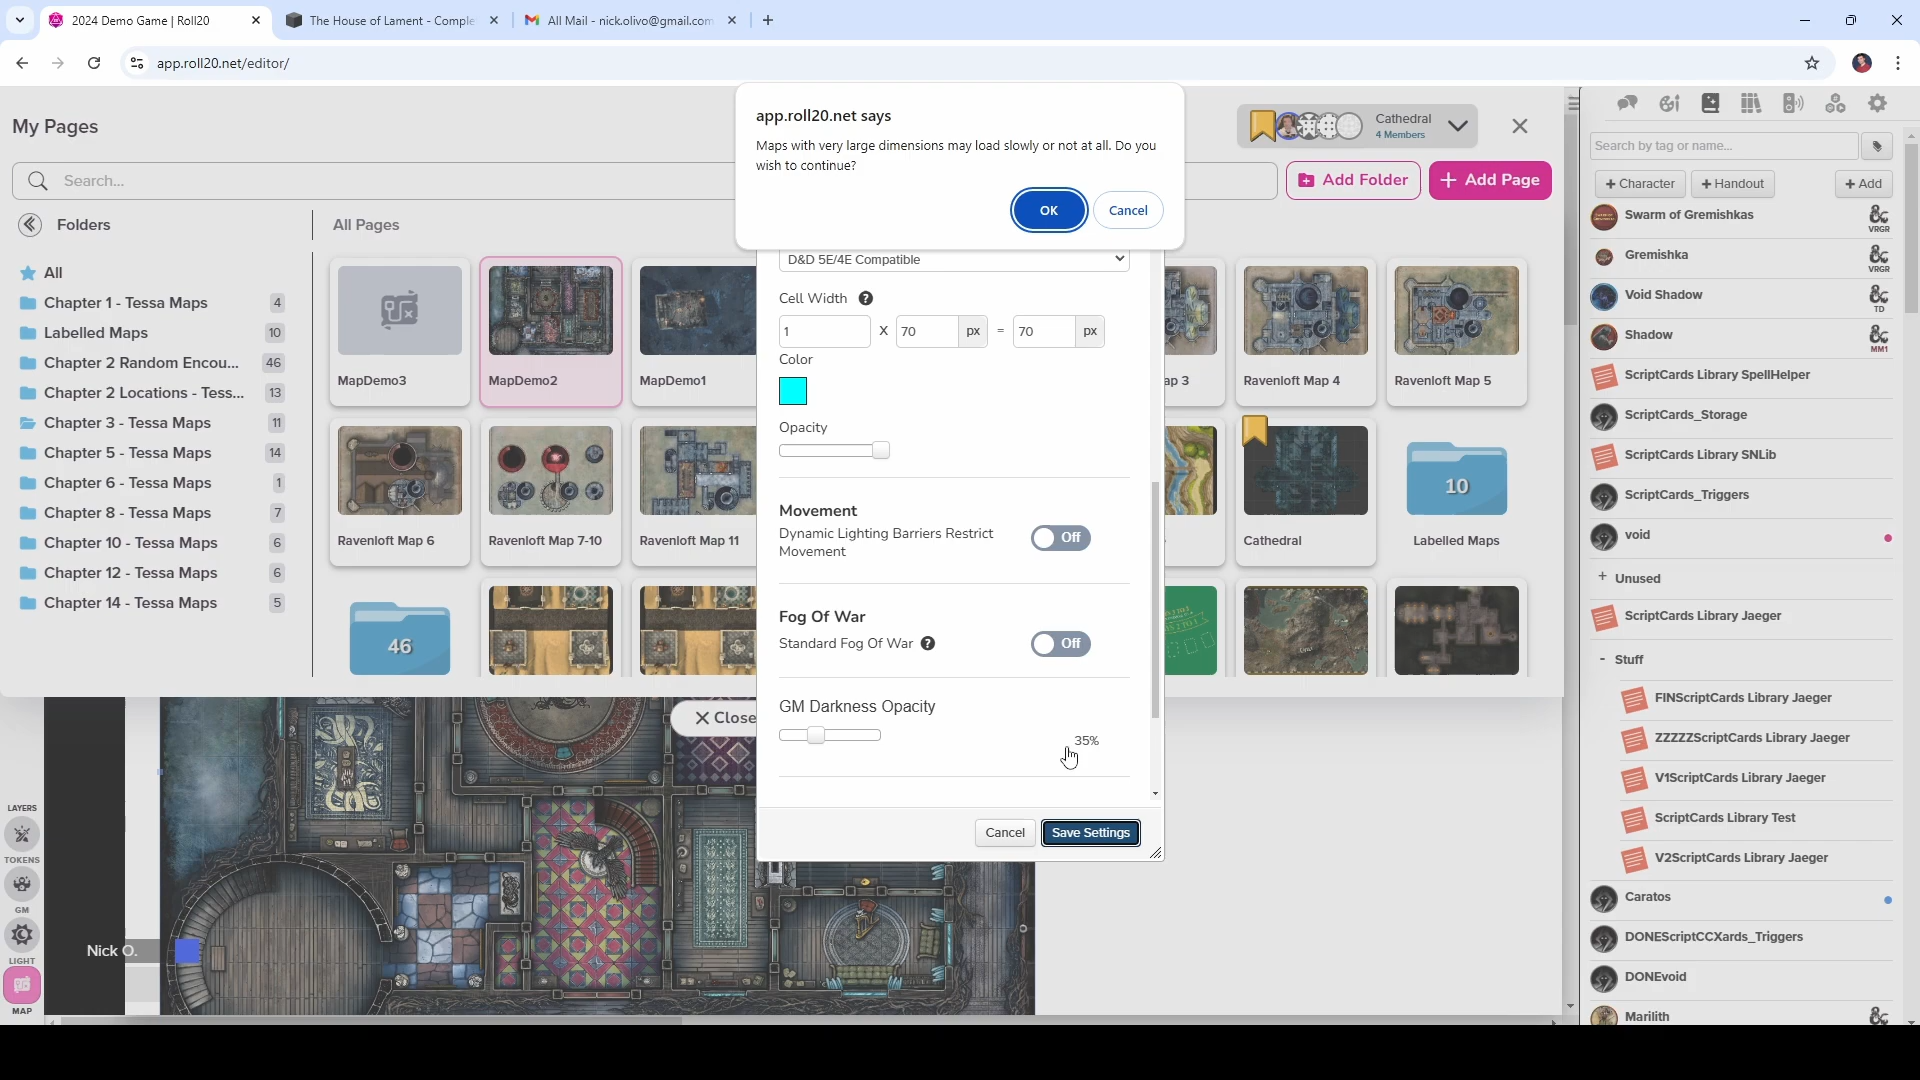 2024 Demo Game | Roll20
The House of Lament - Comple
All Mail - nick.olivo@gmail.com
app.roll20.net/editor/
My Pages
Search...
Folders
All
Chapter 1 - Tessa Maps 4
Labelled Maps 10
Chapter 2 Random Encou... 46
Chapter 2 Locations - Tess... 13
Chapter 3 - Tessa Maps 11
Chapter 5 - Tessa Maps 14
Chapter 6 - Tessa Maps 1
Chapter 8 - Tessa Maps 7
Chapter 10 - Tessa Maps 6
Chapter 12 - Tessa Maps 6
Chapter 14 - Tessa Maps 5
All Pages
MapDemo3
MapDemo2
MapDemo1
ap 3
Ravenloft Map 4
Ravenloft Map 5
Ravenloft Map 6
Ravenloft Map 7-10
Ravenloft Map 11
Cathedral
10
Labelled Maps
46
app.roll20.net says
Maps with very large dimensions may load slowly or not at all. Do you
wish to continue?
OK
Cancel
Cathedral
4 Members
Add Folder
+ Add Page
D&D 5E/4E Compatible
Cell Width ?
1 X 70 px = 70 px
Color
Opacity
Movement
Dynamic Lighting Barriers Restrict
Movement
Off
Fog Of War
Standard Fog Of War ?
Off
GM Darkness Opacity
35%
Cancel
Save Settings
Close
LAYERS
TOKENS
GM
LIGHT
MAP
Nick O.
Search by tag or name...
+ Character
+ Handout
+ Add
Swarm of Gremishkas
VRGR
Gremishka
VRGR
Void Shadow
TD
Shadow
MM1
ScriptCards Library SpellHelper
ScriptCards_Storage
ScriptCards Library SNLib
ScriptCards_Triggers
void
+ Unused
ScriptCards Library Jaeger
- Stuff
FINScriptCards Library Jaeger
ZZZZZScriptCards Library Jaeger
V1ScriptCards Library Jaeger
ScriptCards Library Test
V2ScriptCards Library Jaeger
Caratos
DONEScriptCCXards_Triggers
DONEvoid
Marilith